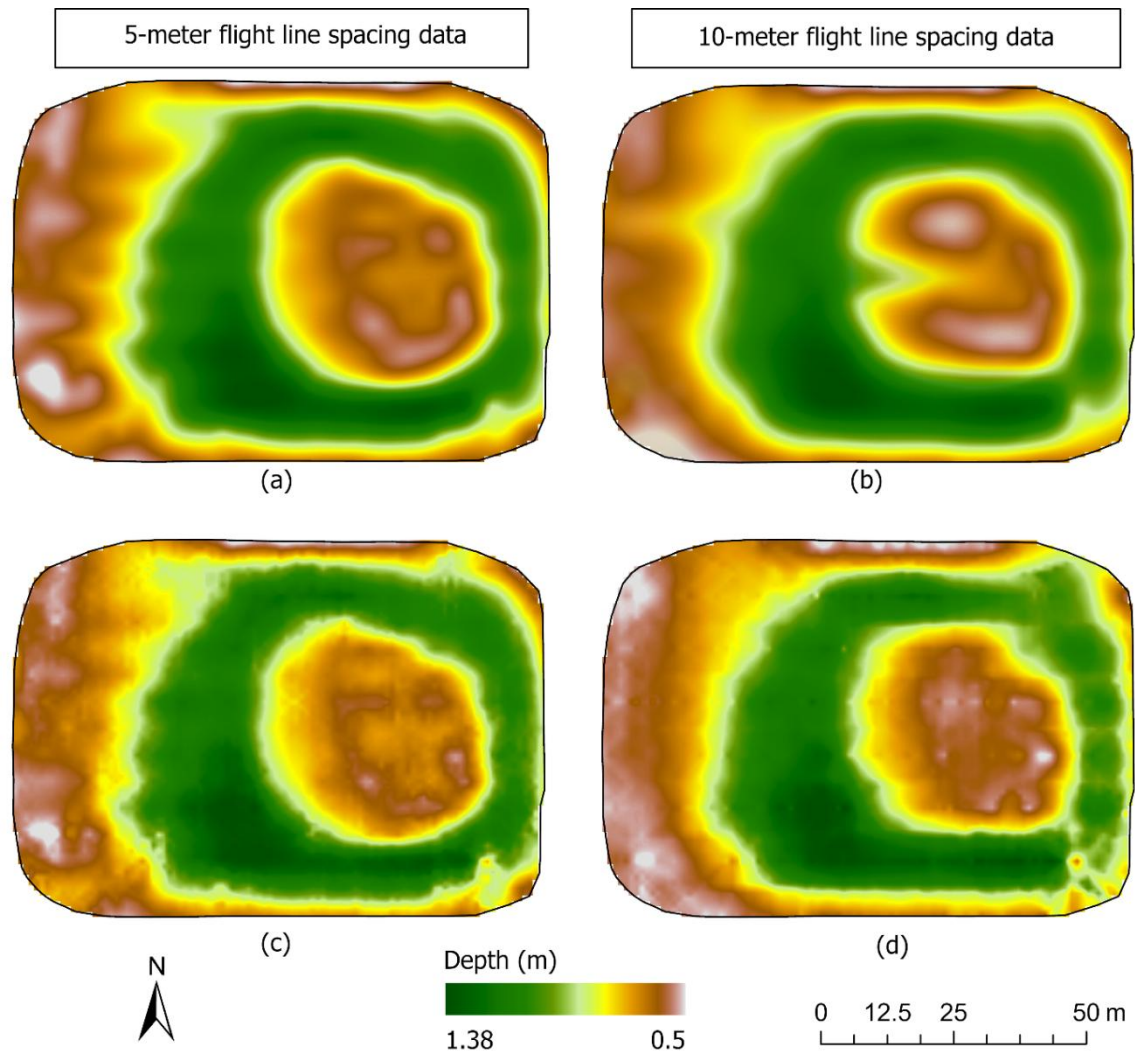 5-meter flight line spacing data
10-meter flight line spacing data
(a)
(b)
(c)
(d)
N
Depth (m)
1.38
0.5
0
12.5
25
50 m